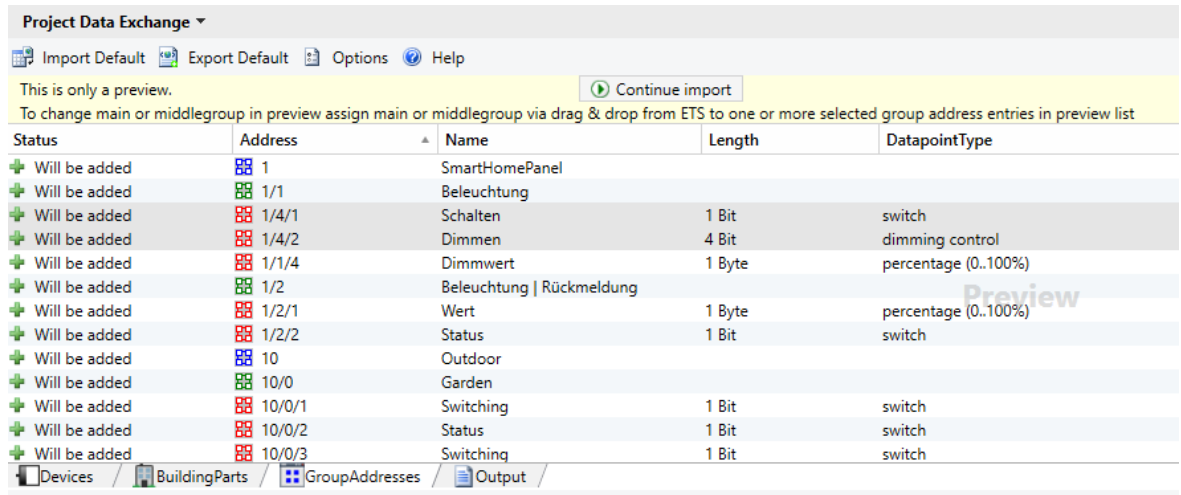 Project Data Exchange
Import Default Export Default Options Help
This is only a preview. Continue import
To change main or middlegroup in preview assign main or middlegroup via drag & drop from ETS to one or more selected group address entries in preview list
Status Address Name Length DatapointType
Will be added 1 SmartHomePanel
Will be added 1/1 Beleuchtung
Will be added 1/4/1 Schalten 1 Bit switch
Will be added 1/4/2 Dimmen 4 Bit dimming control
Will be added 1/1/4 Dimmwert 1 Byte percentage (0..100%)
Will be added 1/2 Beleuchtung | Rückmeldung
Preview
Will be added 1/2/1 Wert 1 Byte percentage (0..100%)
Will be added 1/2/2 Status 1 Bit switch
Will be added 10 Outdoor
Will be added 10/0 Garden
Will be added 10/0/1 Switching 1 Bit switch
Will be added 10/0/2 Status 1 Bit switch
Will be added 10/0/3 Switching 1 Bit switch
Devices BuildingParts GroupAddresses Output